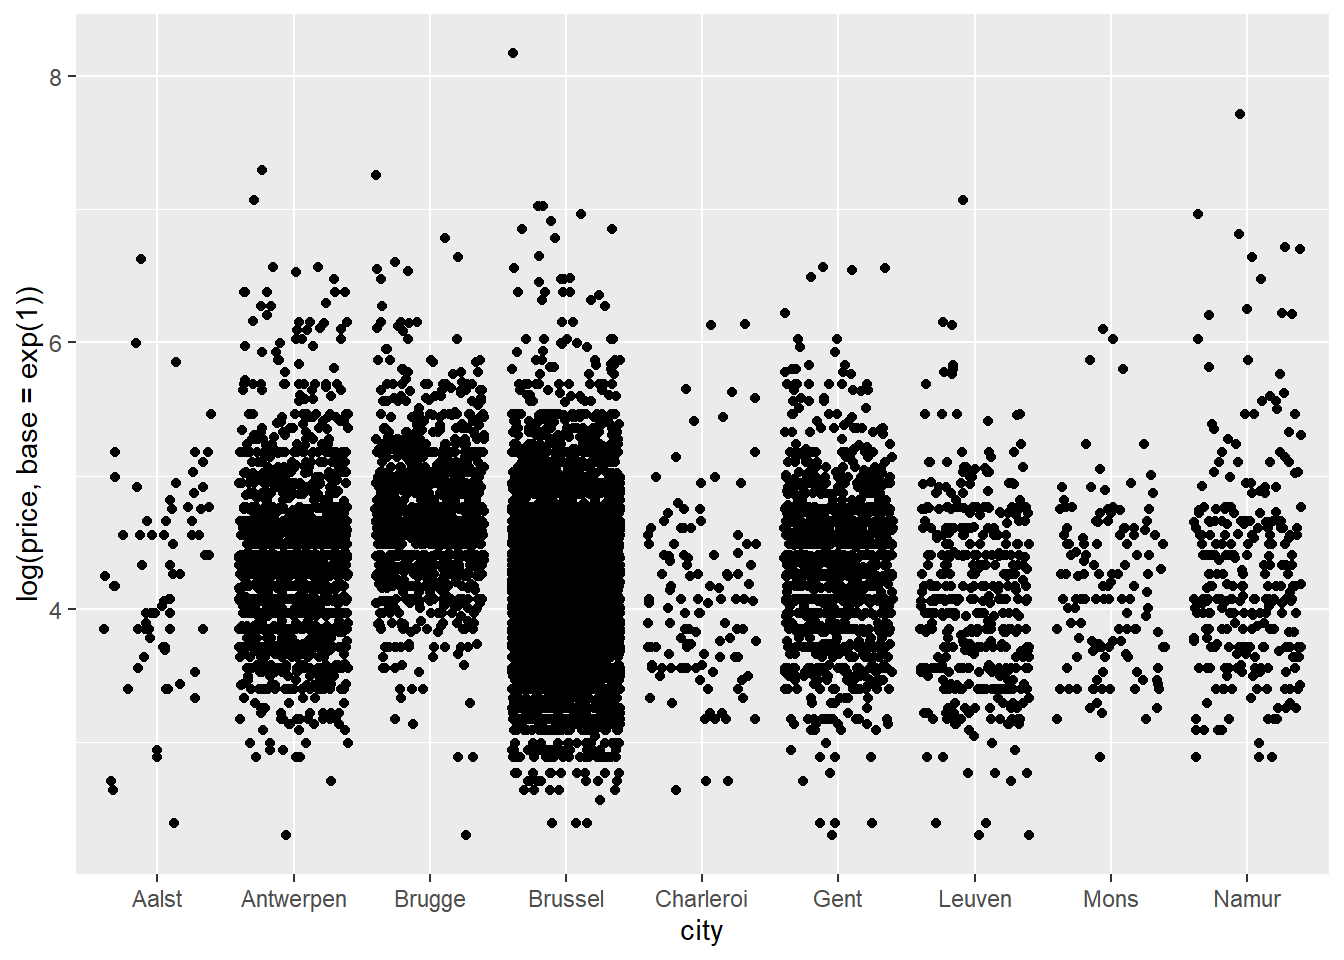 log(price, base = exp(1))
8
6
4
Aalst Antwerpen Brugge Brussel Charleroi Gent Leuven Mons Namur
city